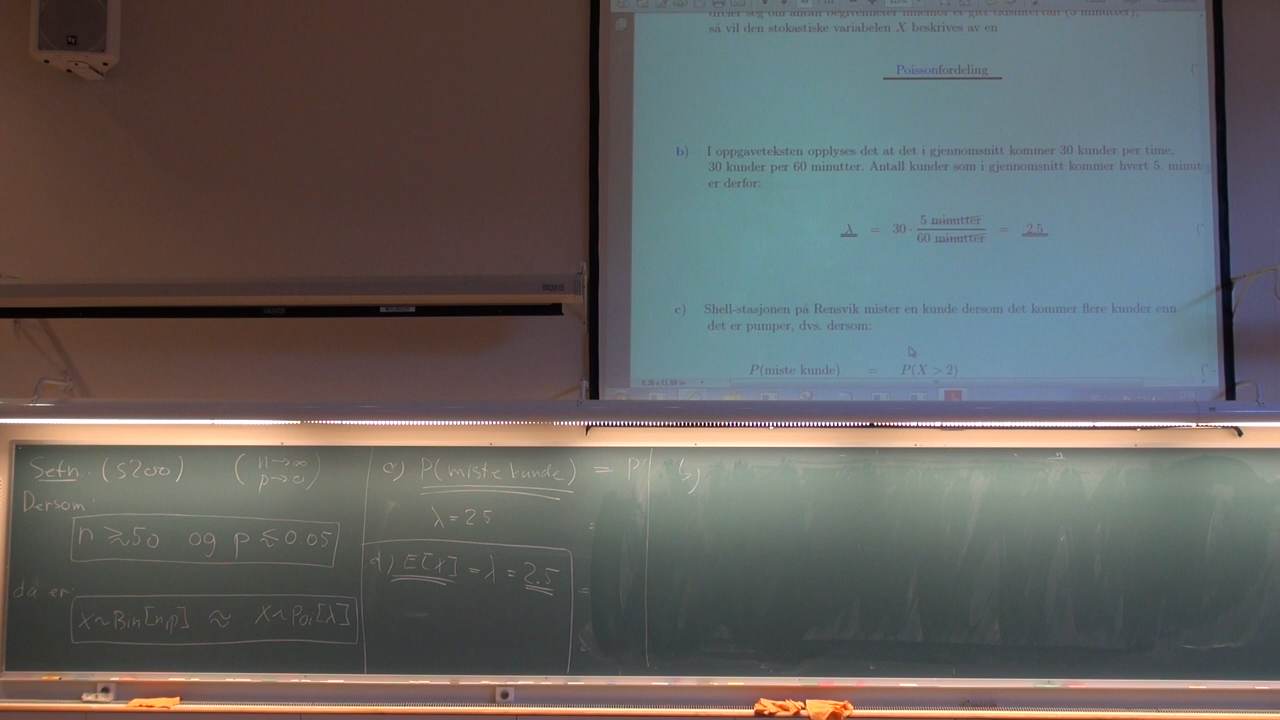 så vil den stokastiske variabelen X beskrives av en
Poissonfordeling
b) I oppgaveteksten opplyses det at det i gjennomsnitt kommer 30 kunder per time,
30 kunder per 60 minutter. Antall kunder som i gjennomsnitt kommer hvert 5. minut
er derfor:
λ = 30 · 5 minutter / 60 minutter = 2.5
c) Shell-stasjonen på Rensvik mister en kunde dersom det kommer flere kunder enn
det er pumper, dvs. dersom:
P(miste kunde) = P(X > 2)
Setn. (s200) (n→∞ p→0)
Dersom:
n ≥ 50 og p ≤ 0.05
da er:
X~Bin[n,p] ≈ X~Poi[λ]
c) P(miste kunde) = P
λ = 2.5
=
d) E[X] = λ = 2.5
=
b)